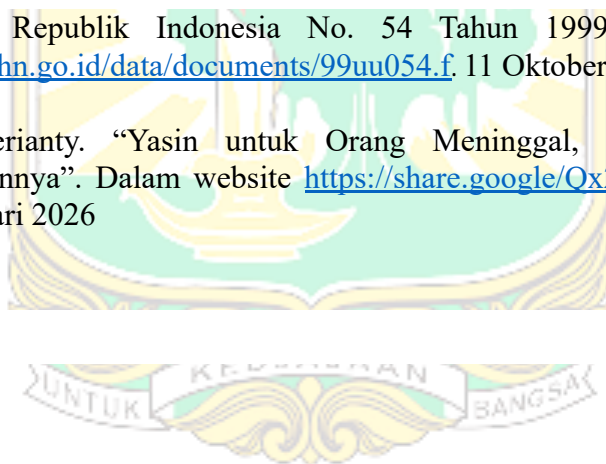 Republik Indonesia No. 54 Tahun 1999
hn.go.id/data/documents/99uu054.f. 11 Oktober
erianty. “Yasin untuk Orang Meninggal,
nnya”. Dalam website https://share.google/Qx
ari 2026
UNTUK KEDJAJAAN BANGSA